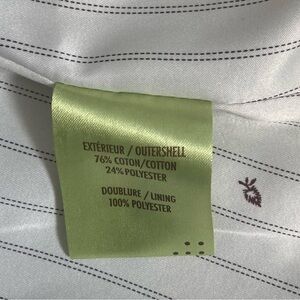 EXTÉRIEUR / OUTERSHELL
76% COTON/COTTON
24% POLYESTER
DOUBLURE / LINING
100% POLYESTER